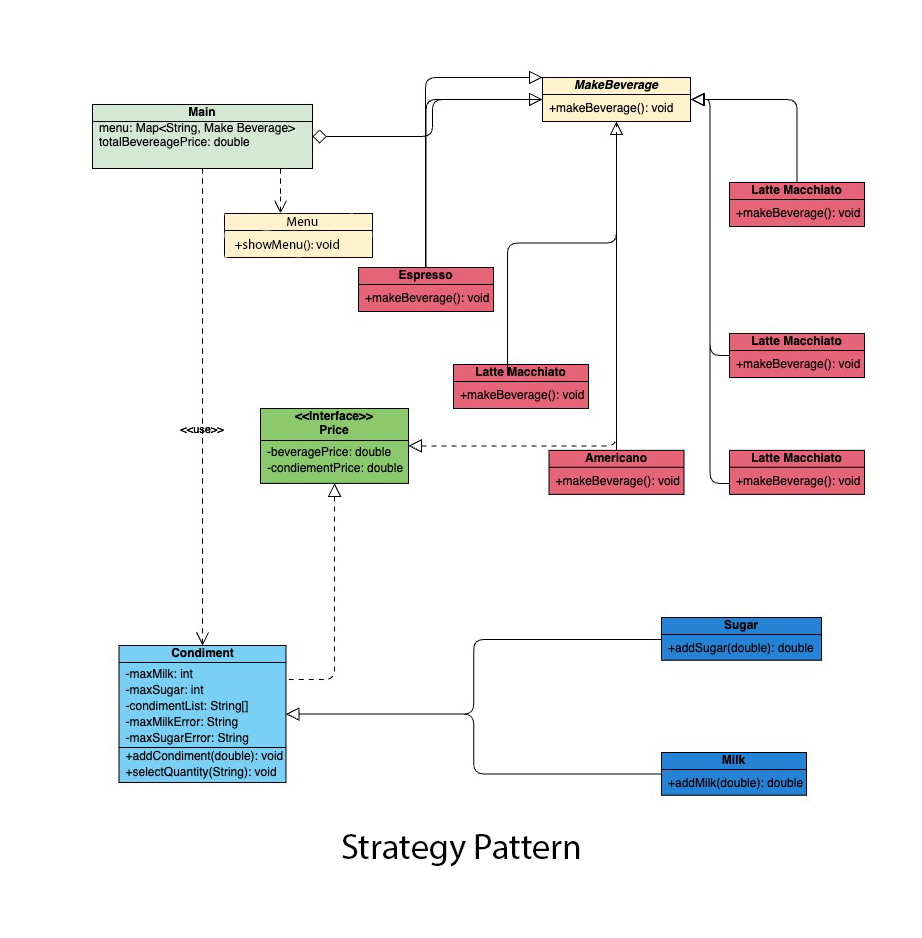 MakeBeverage
+makeBeverage(): void
Main
menu: Map<String, Make Beverage>
totalBevereagePrice: double
Latte Macchiato
+makeBeverage(): void
Menu
+showMenu(): void
Espresso
+makeBeverage(): void
Latte Macchiato
+makeBeverage(): void
Latte Macchiato
+makeBeverage(): void
<<Interface>>
Price
-beveragePrice: double
-condiementPrice: double
<<use>>
Americano
+makeBeverage(): void
Latte Macchiato
+makeBeverage(): void
Condiment
-maxMilk: int
-maxSugar: int
-condimentList: String[]
-maxMilkError: String
-maxSugarError: String
+addCondiment(double): void
+selectQuantity(String): void
Sugar
+addSugar(double): double
Milk
+addMilk(double): double
Strategy Pattern